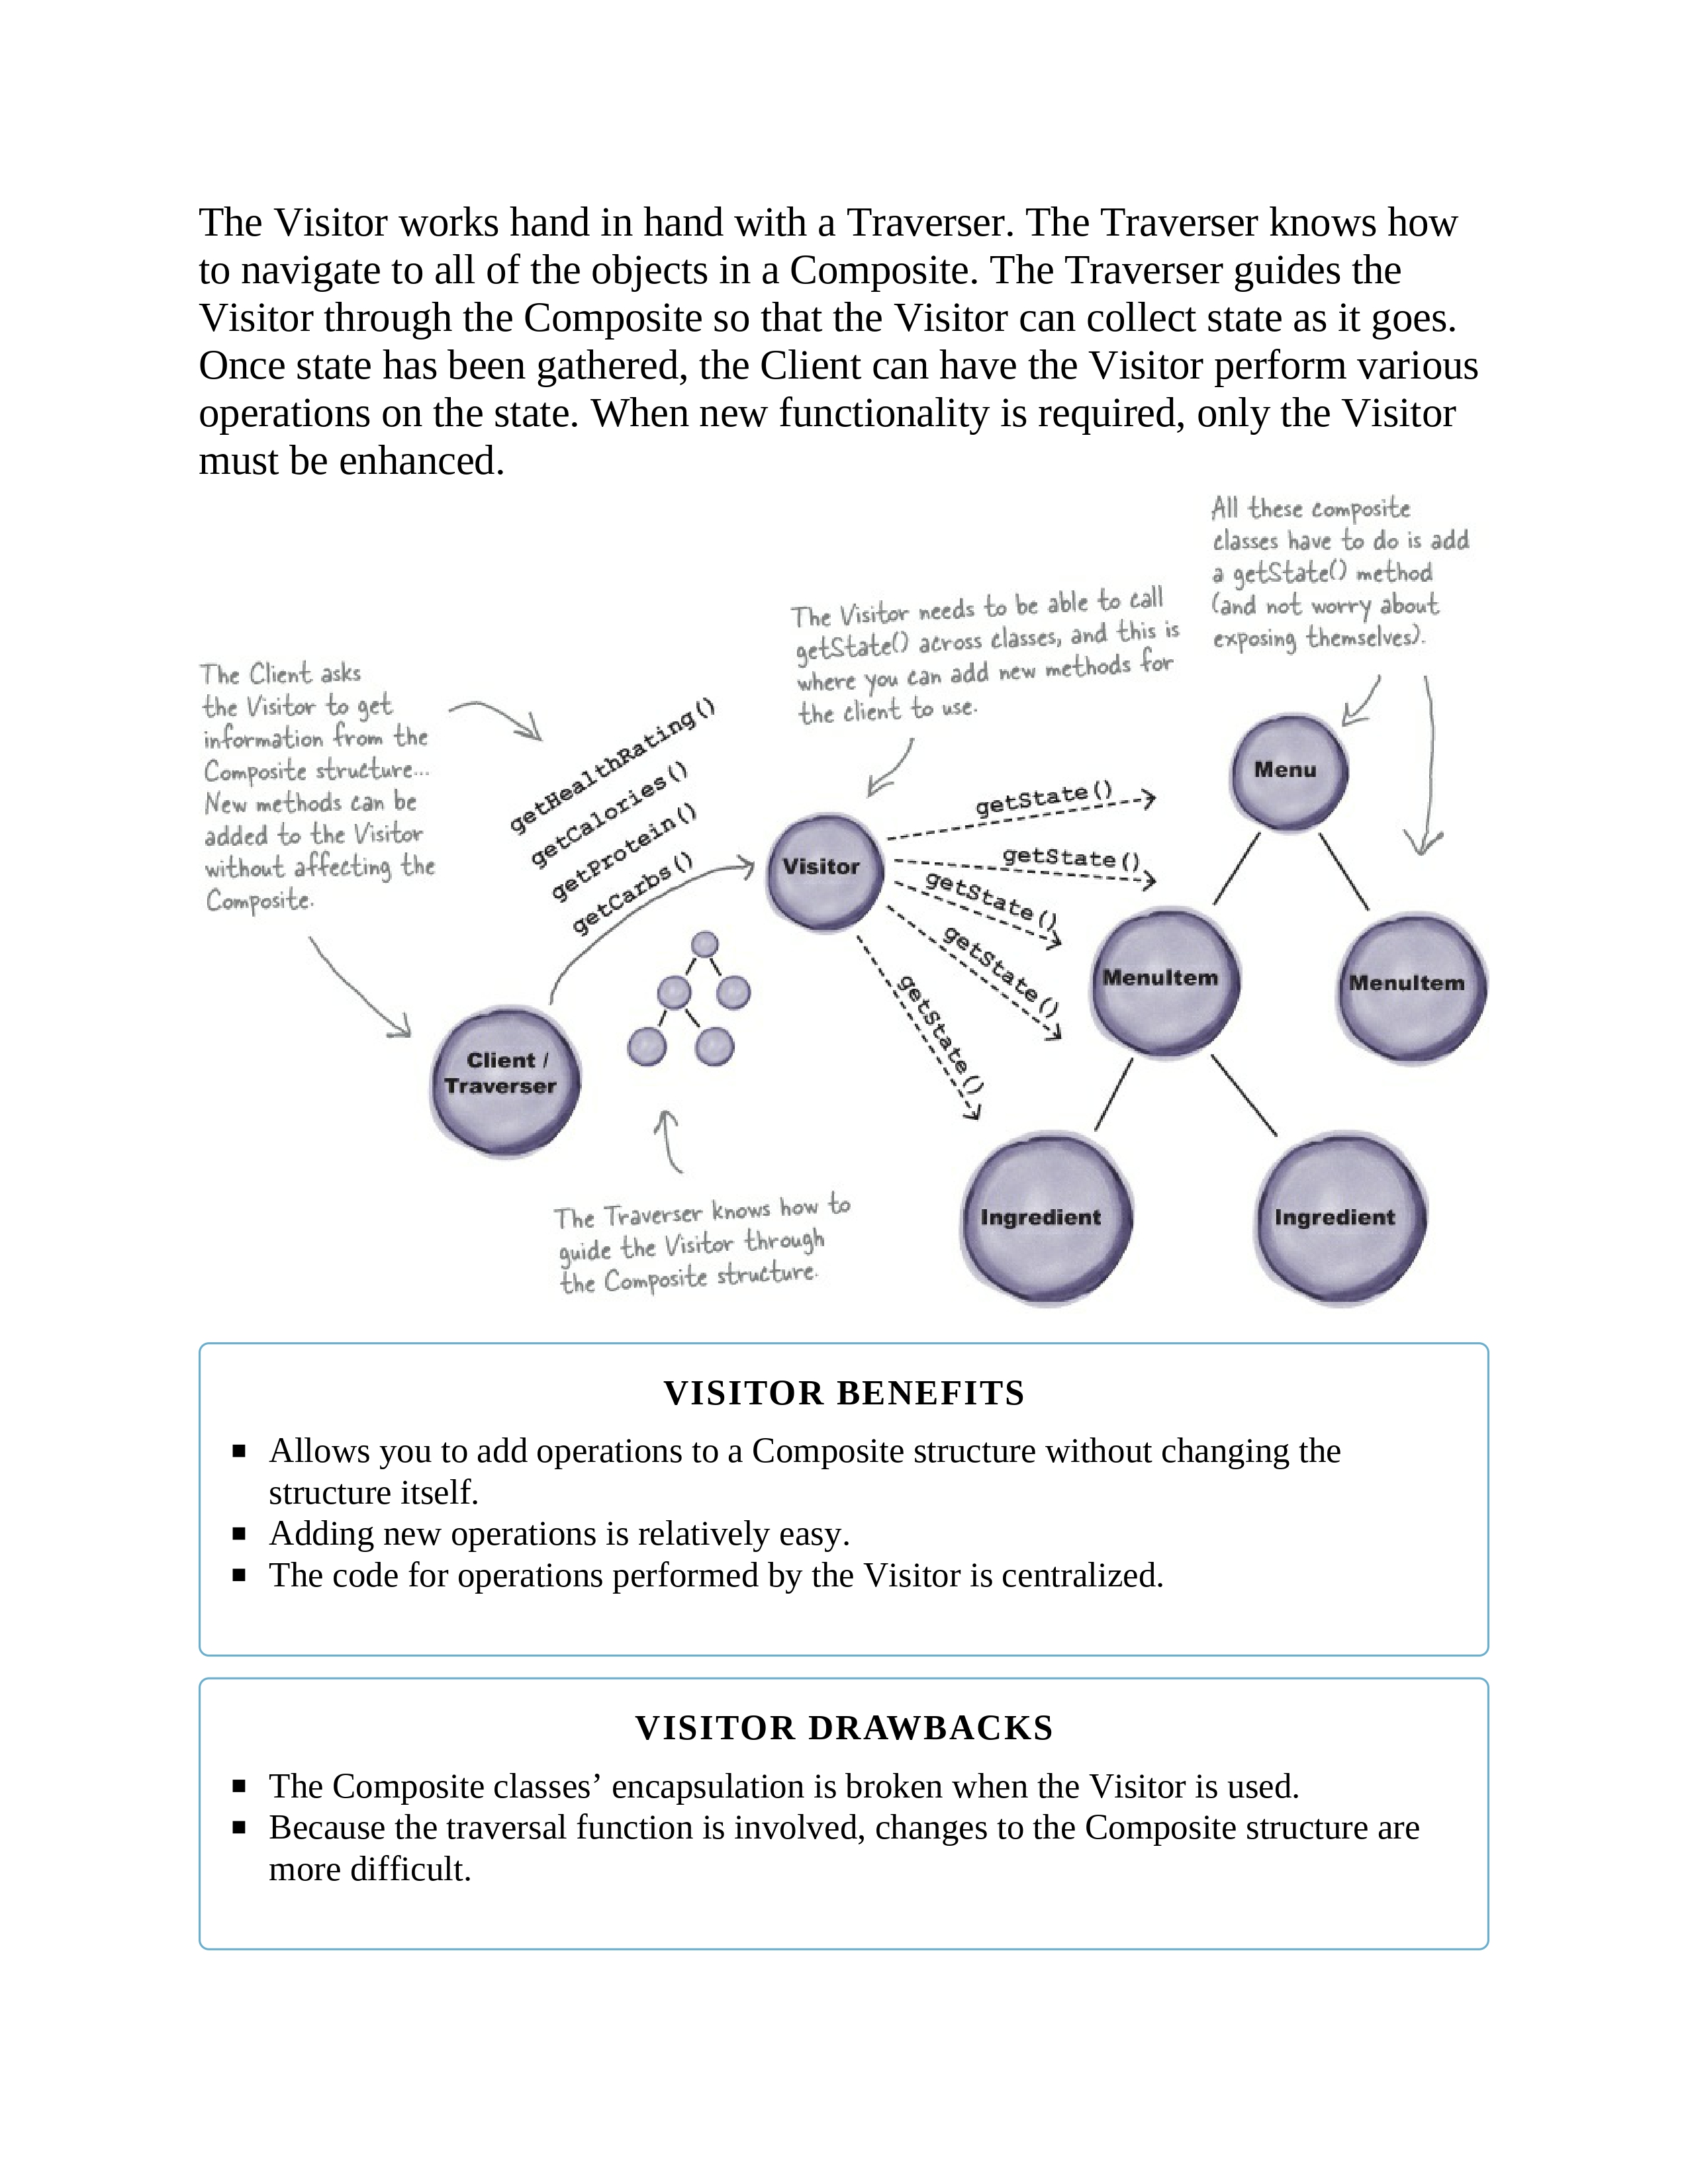 The Visitor works hand in hand with a Traverser. The Traverser knows how
to navigate to all of the objects in a Composite. The Traverser guides the
Visitor through the Composite so that the Visitor can collect state as it goes.
Once state has been gathered, the Client can have the Visitor perform various
operations on the state. When new functionality is required, only the Visitor
must be enhanced.
All these composite
classes have to do is add
a getState() method
(and not worry about
exposing themselves).
The Visitor needs to be able to call
getState() across classes, and this is
where you can add new methods for
the client to use.
The Client asks
the Visitor to get
information from the
Composite structure...
New methods can be
added to the Visitor
without affecting the
Composite.
getHealthRating()
getCalories()
getProtein()
getCarbs()
Visitor
getState()
getState()
getState()
getState()
getState()
Menu
MenuItem
MenuItem
Client /
Traverser
Ingredient
Ingredient
The Traverser knows how to
guide the Visitor through
the Composite structure.
VISITOR BENEFITS
▪ Allows you to add operations to a Composite structure without changing the
structure itself.
▪ Adding new operations is relatively easy.
▪ The code for operations performed by the Visitor is centralized.
VISITOR DRAWBACKS
▪ The Composite classes’ encapsulation is broken when the Visitor is used.
▪ Because the traversal function is involved, changes to the Composite structure are
more difficult.